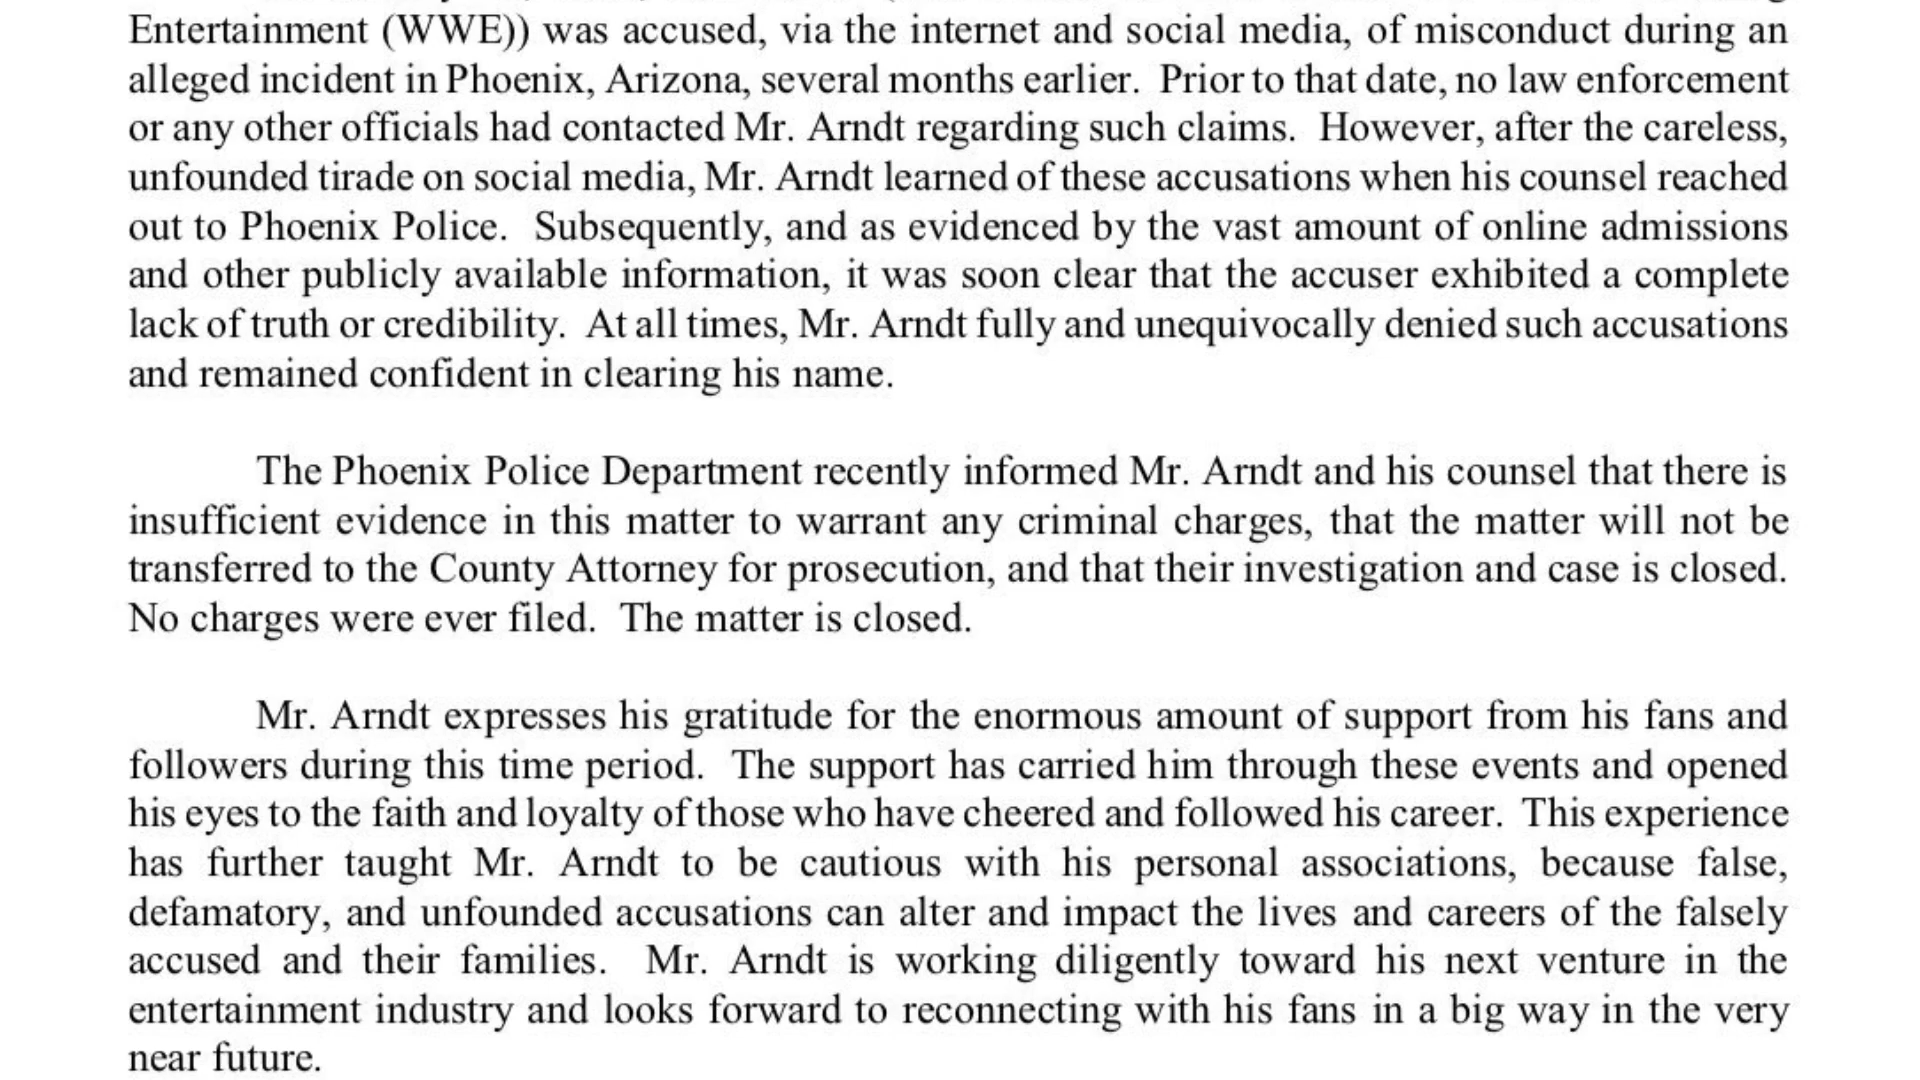 Entertainment (WWE)) was accused, via the internet and social media, of misconduct during an
alleged incident in Phoenix, Arizona, several months earlier. Prior to that date, no law enforcement
or any other officials had contacted Mr. Arndt regarding such claims. However, after the careless,
unfounded tirade on social media, Mr. Arndt learned of these accusations when his counsel reached
out to Phoenix Police. Subsequently, and as evidenced by the vast amount of online admissions
and other publicly available information, it was soon clear that the accuser exhibited a complete
lack of truth or credibility. At all times, Mr. Arndt fully and unequivocally denied such accusations
and remained confident in clearing his name.
The Phoenix Police Department recently informed Mr. Arndt and his counsel that there is
insufficient evidence in this matter to warrant any criminal charges, that the matter will not be
transferred to the County Attorney for prosecution, and that their investigation and case is closed.
No charges were ever filed. The matter is closed.
Mr. Arndt expresses his gratitude for the enormous amount of support from his fans and
followers during this time period. The support has carried him through these events and opened
his eyes to the faith and loyalty of those who have cheered and followed his career. This experience
has further taught Mr. Arndt to be cautious with his personal associations, because false,
defamatory, and unfounded accusations can alter and impact the lives and careers of the falsely
accused and their families. Mr. Arndt is working diligently toward his next venture in the
entertainment industry and looks forward to reconnecting with his fans in a big way in the very
near future.